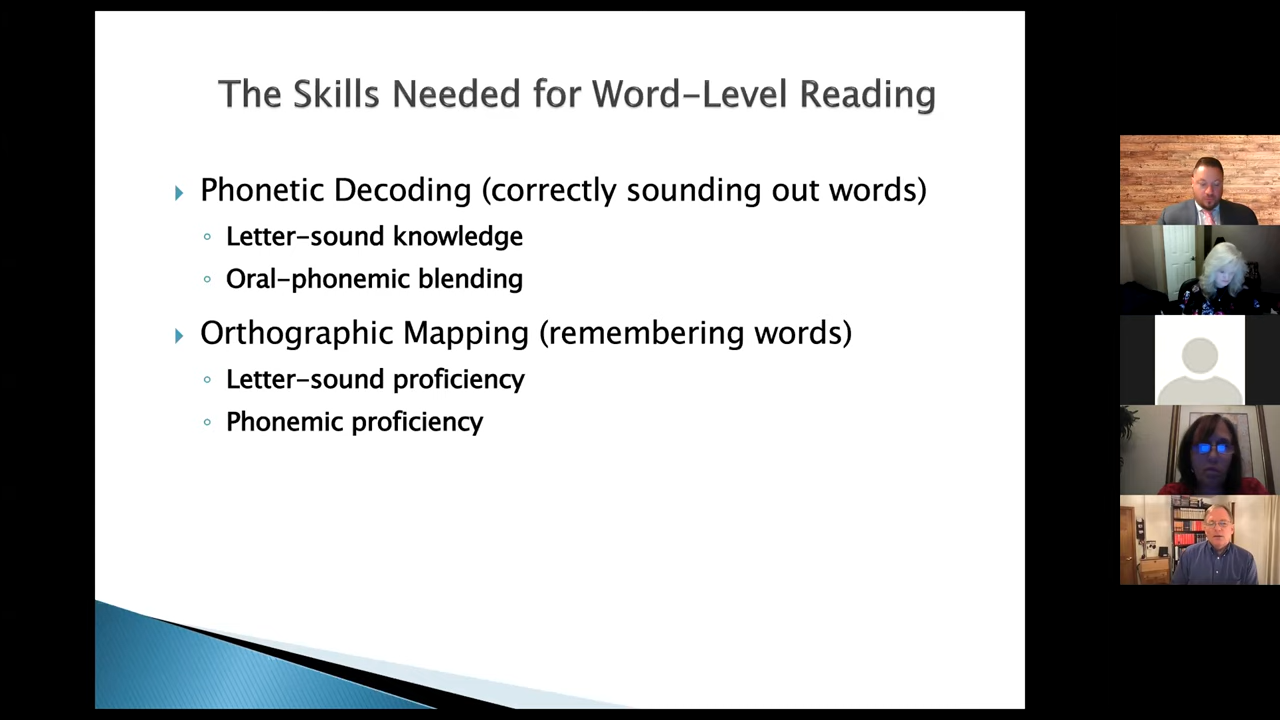 The Skills Needed for Word-Level Reading
Phonetic Decoding (correctly sounding out words)
Letter-sound knowledge
Oral-phonemic blending
Orthographic Mapping (remembering words)
Letter-sound proficiency
Phonemic proficiency